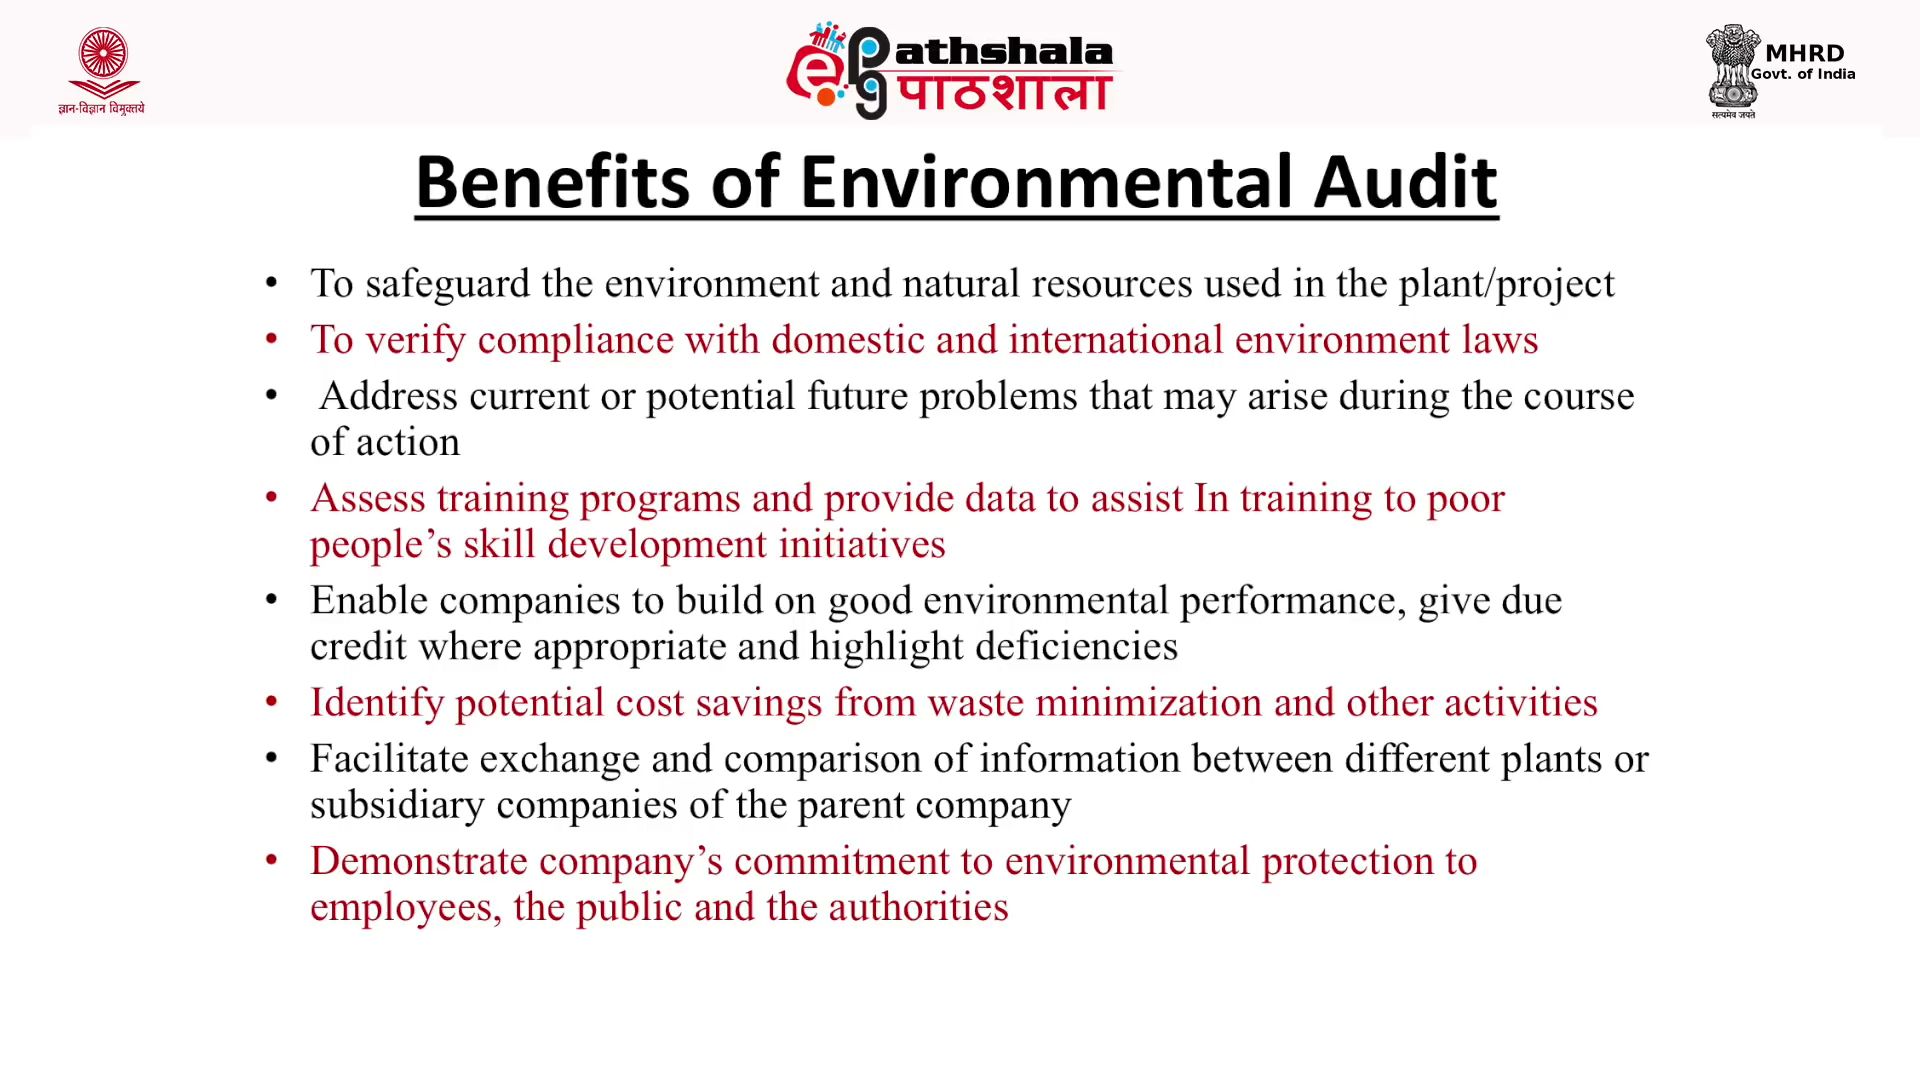 ज्ञान-विज्ञान विमुक्तये
e
Pg
athshala
पाठशाला
MHRD
Govt. of India
सत्यमेव जयते
Benefits of Environmental Audit
• To safeguard the environment and natural resources used in the plant/project
• To verify compliance with domestic and international environment laws
• Address current or potential future problems that may arise during the course
of action
• Assess training programs and provide data to assist In training to poor
people’s skill development initiatives
• Enable companies to build on good environmental performance, give due
credit where appropriate and highlight deficiencies
• Identify potential cost savings from waste minimization and other activities
• Facilitate exchange and comparison of information between different plants or
subsidiary companies of the parent company
• Demonstrate company’s commitment to environmental protection to
employees, the public and the authorities